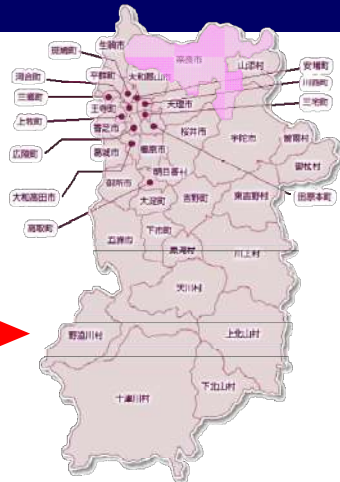 斑鳩町
生駒市
奈良市
山添村
平群町
大和郡山市
安堵町
河合町
川西町
三郷町
王寺町
天理市
三宅町
上牧町
香芝市
桜井市
宇陀市
曽爾村
広陵町
葛城市
橿原市
御杖村
大和高田市
御所市
明日香村
田原本町
高取町
大淀町
吉野町
東吉野村
五條市
下市町
黒滝村
川上村
天川村
野迫川村
上北山村
十津川村
下北山村